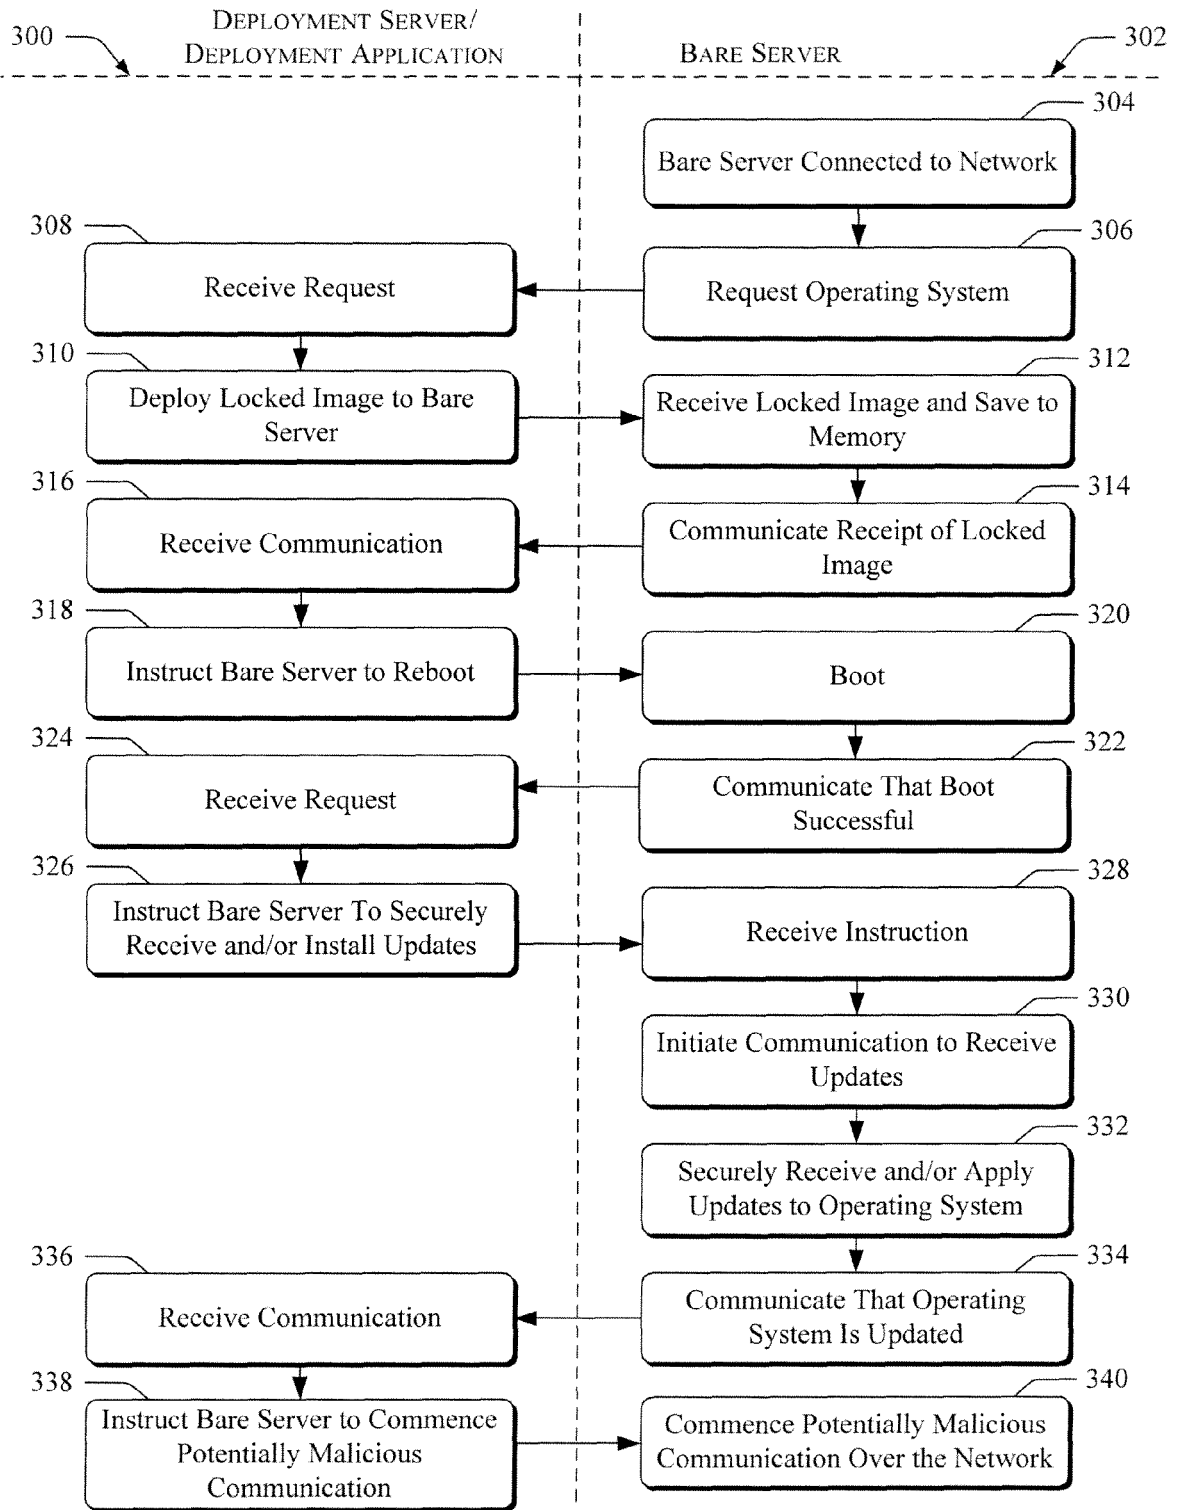 300
DEPLOYMENT SERVER/
DEPLOYMENT APPLICATION
BARE SERVER
302
304
Bare Server Connected to Network
308
306
Receive Request
Request Operating System
310
312
Deploy Locked Image to Bare
Server
Receive Locked Image and Save to
Memory
316
314
Receive Communication
Communicate Receipt of Locked
Image
318
320
Instruct Bare Server to Reboot
Boot
324
322
Receive Request
Communicate That Boot
Successful
326
328
Instruct Bare Server To Securely
Receive and/or Install Updates
Receive Instruction
330
Initiate Communication to Receive
Updates
332
Securely Receive and/or Apply
Updates to Operating System
336
334
Receive Communication
Communicate That Operating
System Is Updated
338
340
Instruct Bare Server to Commence
Potentially Malicious
Communication
Commence Potentially Malicious
Communication Over the Network